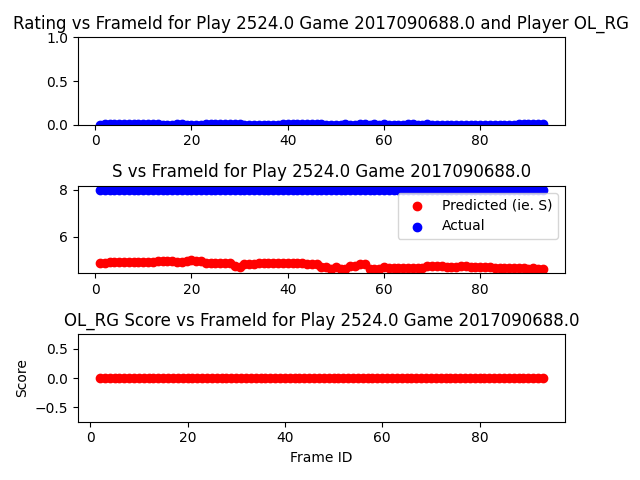 Rating vs FrameId for Play 2524.0 Game 2017090688.0 and Player OL_RG
1.0
0.5
0.0
0 20 40 60 80
S vs FrameId for Play 2524.0 Game 2017090688.0
8
6
Predicted (ie. S)
Actual
0 20 40 60 80
OL_RG Score vs FrameId for Play 2524.0 Game 2017090688.0
Score
0.5
0.0
−0.5
0 20 40 60 80
Frame ID